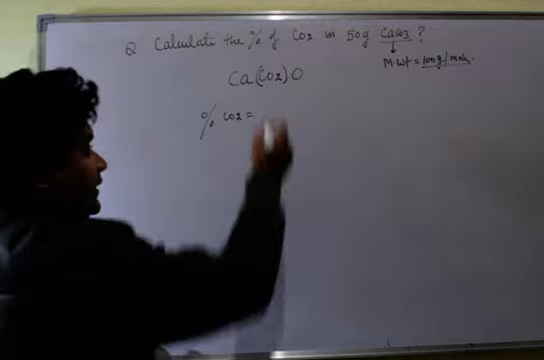 Q Calculate the % of CO2 in 50g CaCO3 ?
M.Wt = 100g/mole.
Ca(CO2)O
% CO2 =